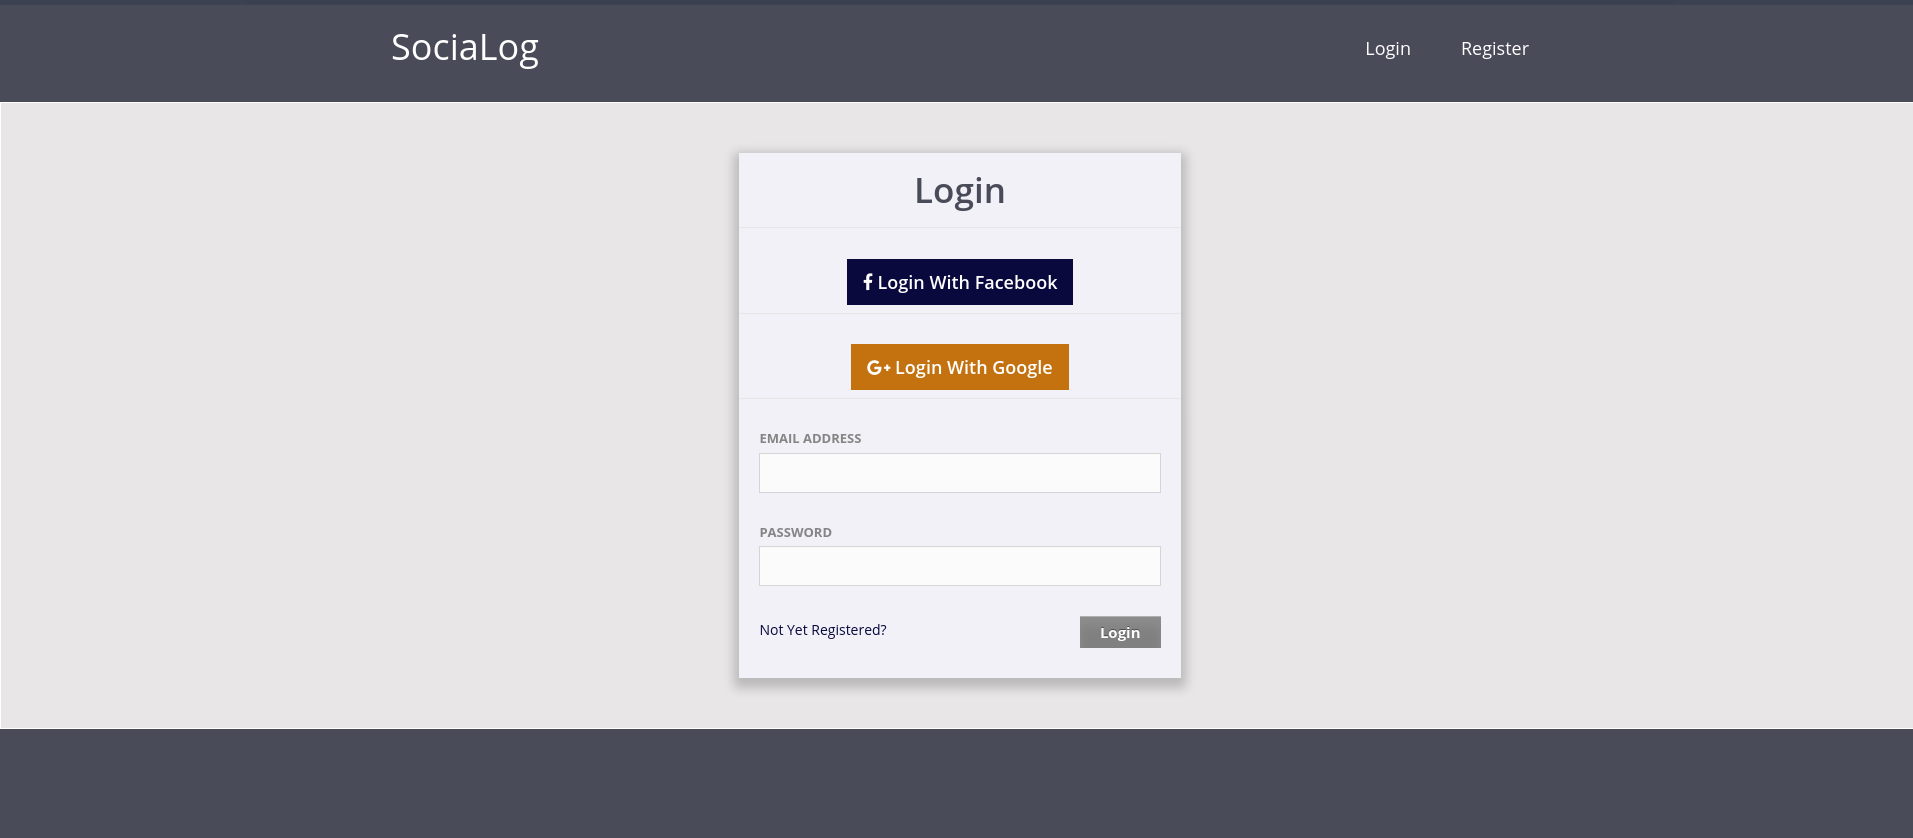 SociaLog
Login Register
Login
Login With Facebook
G+ Login With Google
EMAIL ADDRESS
PASSWORD
Not Yet Registered?
Login